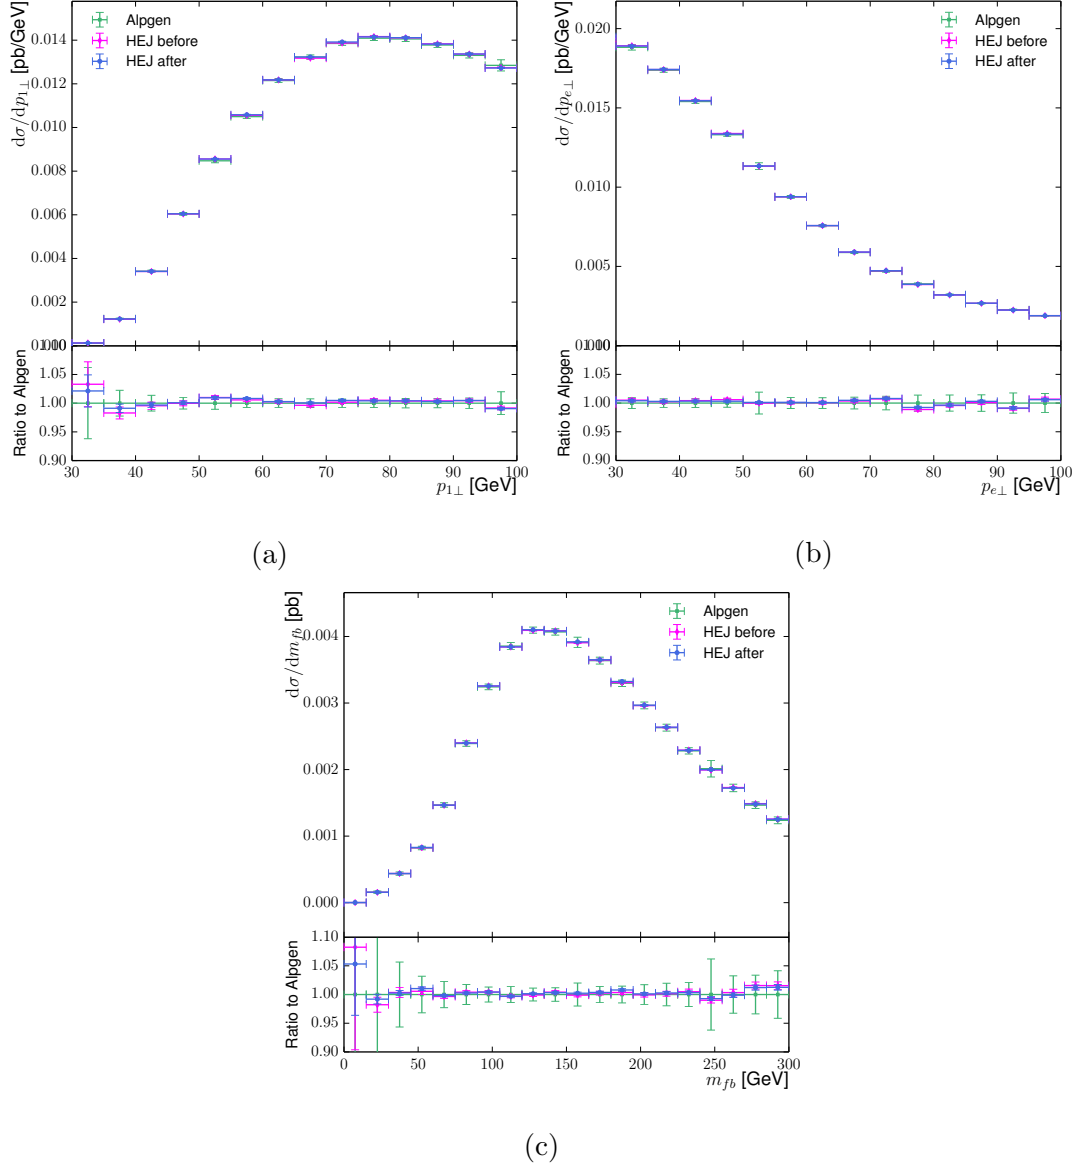 dσ/dp1⊥ [pb/GeV]
0.014
0.012
0.010
0.008
0.006
0.004
0.002
0.000
Alpgen
HEJ before
HEJ after
Ratio to Alpgen
1.10
1.05
1.00
0.95
0.90
30 40 50 60 70 80 90 100
p1⊥ [GeV]
(a)
dσ/dpe⊥ [pb/GeV]
0.020
0.015
0.010
0.005
0.000
Alpgen
HEJ before
HEJ after
Ratio to Alpgen
1.10
1.05
1.00
0.95
0.90
30 40 50 60 70 80 90 100
pe⊥ [GeV]
(b)
dσ/dmfb [pb]
0.004
0.003
0.002
0.001
0.000
Alpgen
HEJ before
HEJ after
Ratio to Alpgen
1.10
1.05
1.00
0.95
0.90
0 50 100 150 200 250 300
mfb [GeV]
(c)